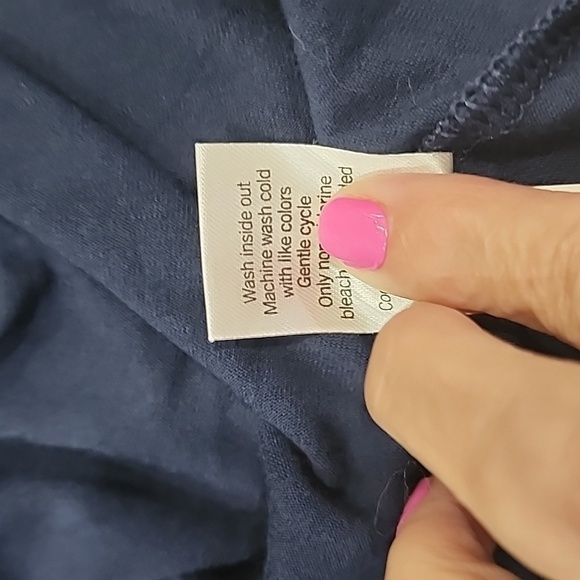 Wash inside out
Machine wash cold
with like colors
Gentle cycle
Only
bleach